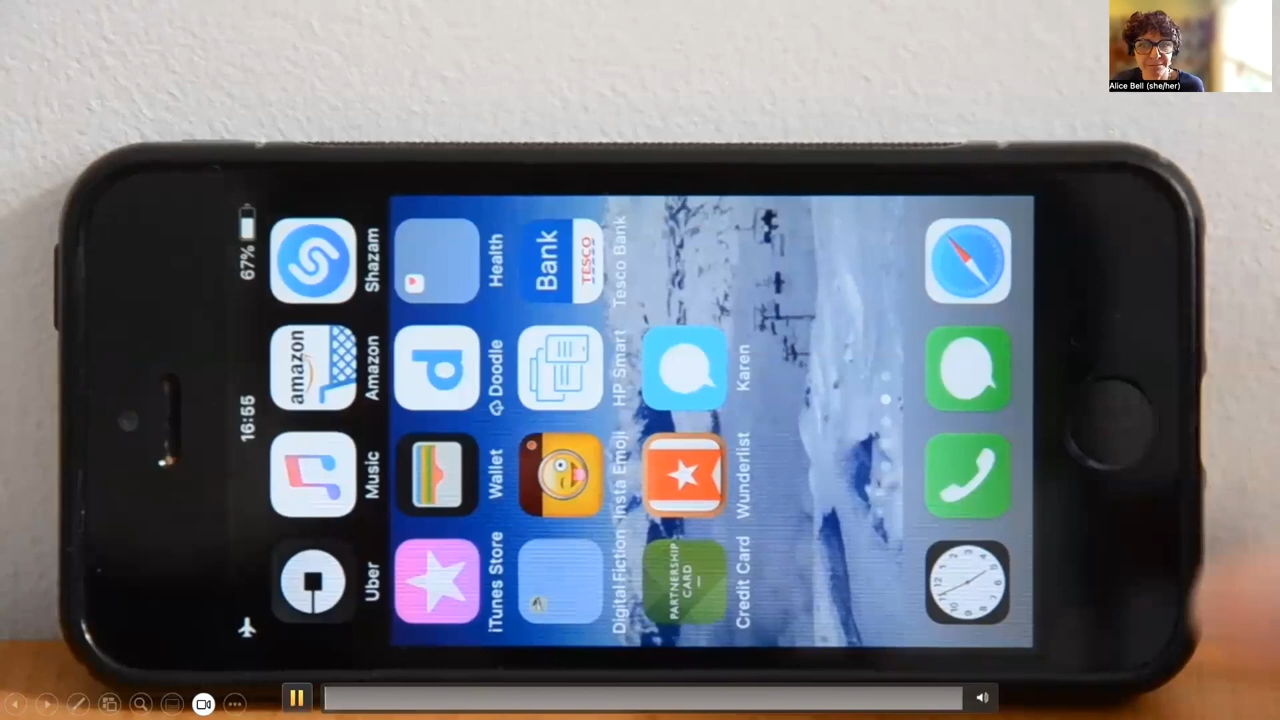 Alice Bell (she/her)
16:55
67%
Uber
Music
amazon
Amazon
Shazam
iTunes Store
Wallet
d
Doodle
Health
Digital Fiction
Insta Emoji
HP Smart
Bank
TESCO
Tesco Bank
PARTNERSHIP
CARD
Credit Card
Wunderlist
Karen